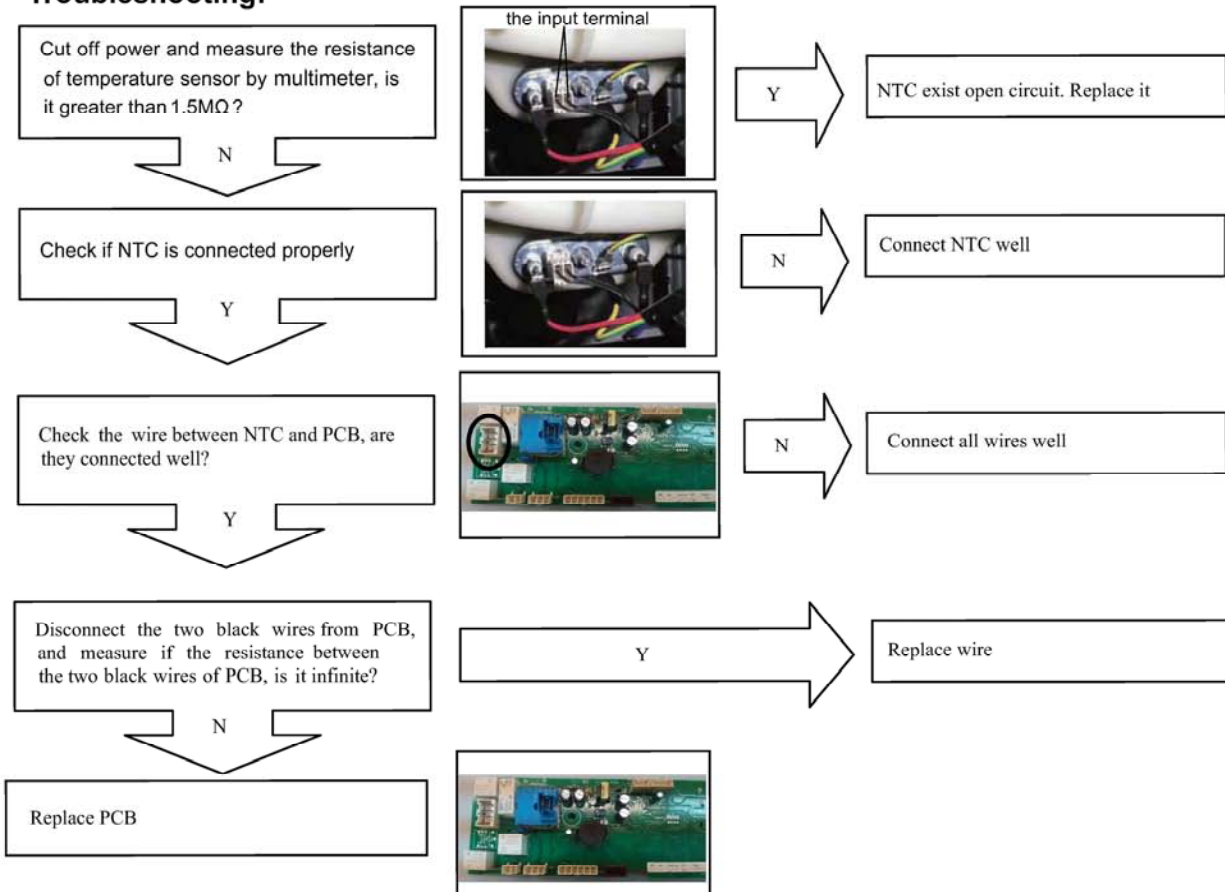 Troubleshooting:
Cut off power and measure the resistance
of temperature sensor by multimeter, is
it greater than 1.5MΩ?
the input terminal
Y
NTC exist open circuit. Replace it
N
Check if NTC is connected properly
N
Connect NTC well
Y
Check the wire between NTC and PCB, are
they connected well?
N
Connect all wires well
Y
Disconnect the two black wires from PCB,
and measure if the resistance between
the two black wires of PCB, is it infinite?
Y
Replace wire
N
Replace PCB